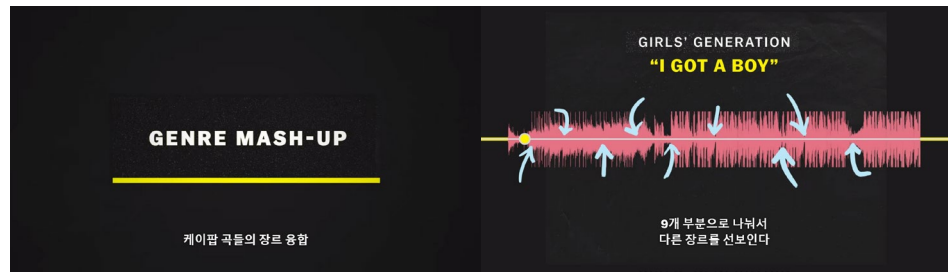 GENRE MASH-UP
케이팝 곡들의 장르 융합
GIRLS' GENERATION
“I GOT A BOY”
9개 부분으로 나눠서
다른 장르를 선보인다